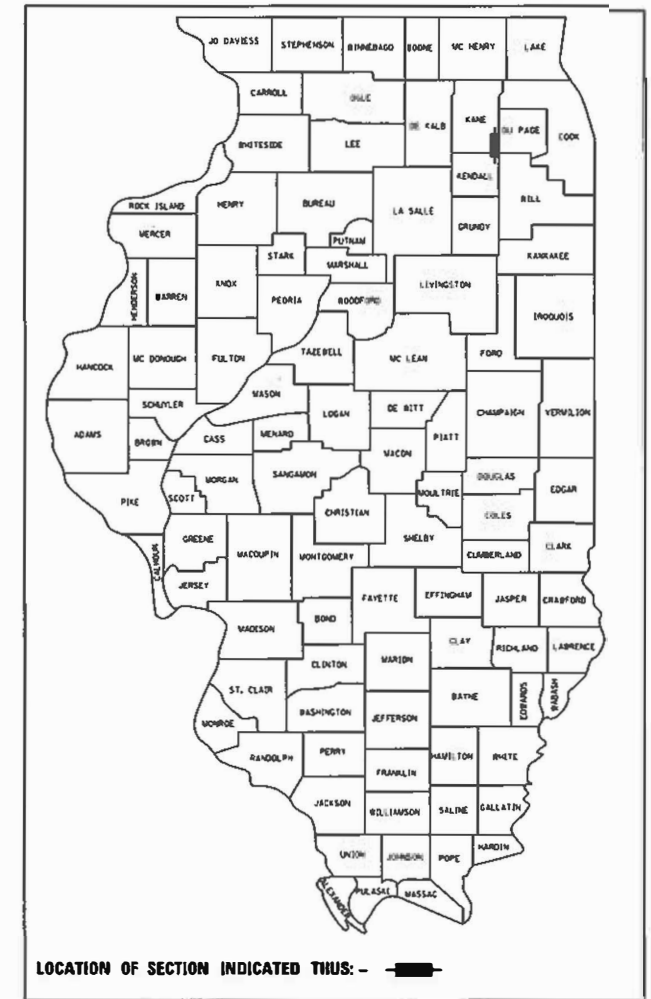 JO DAVIESS STEPHENSON WINNEBAGO BOONE MC HENRY LAKE
CARROLL OGLE DE KALB KANE DU PAGE COOK
WHITESIDE LEE
KENDALL
ROCK ISLAND HENRY BUREAU LA SALLE GRUNDY WILL
MERCER PUTNAM
STARK MARSHALL KANKAKEE
HENDERSON WARREN KNOX PEORIA WOODFORD LIVINGSTON IROQUOIS
HANCOCK MC DONOUGH FULTON TAZEWELL MC LEAN FORD
MASON
SCHUYLER LOGAN DE WITT CHAMPAIGN VERMILION
ADAMS BROWN CASS MENARD PIATT
MACON
PIKE SCOTT MORGAN SANGAMON DOUGLAS EDGAR
MOULTRIE
CHRISTIAN COLES
CALHOUN GREENE MACOUPIN MONTGOMERY SHELBY CUMBERLAND CLARK
JERSEY FAYETTE EFFINGHAM JASPER CRAWFORD
MADISON BOND
CLINTON MARION CLAY RICHLAND LAWRENCE
ST. CLAIR WAYNE EDWARDS WABASH
MONROE WASHINGTON JEFFERSON
RANDOLPH PERRY FRANKLIN HAMILTON WHITE
JACKSON WILLIAMSON SALINE GALLATIN
UNION JOHNSON POPE HARDIN
ALEXANDER PULASKI MASSAC
LOCATION OF SECTION INDICATED THUS: -